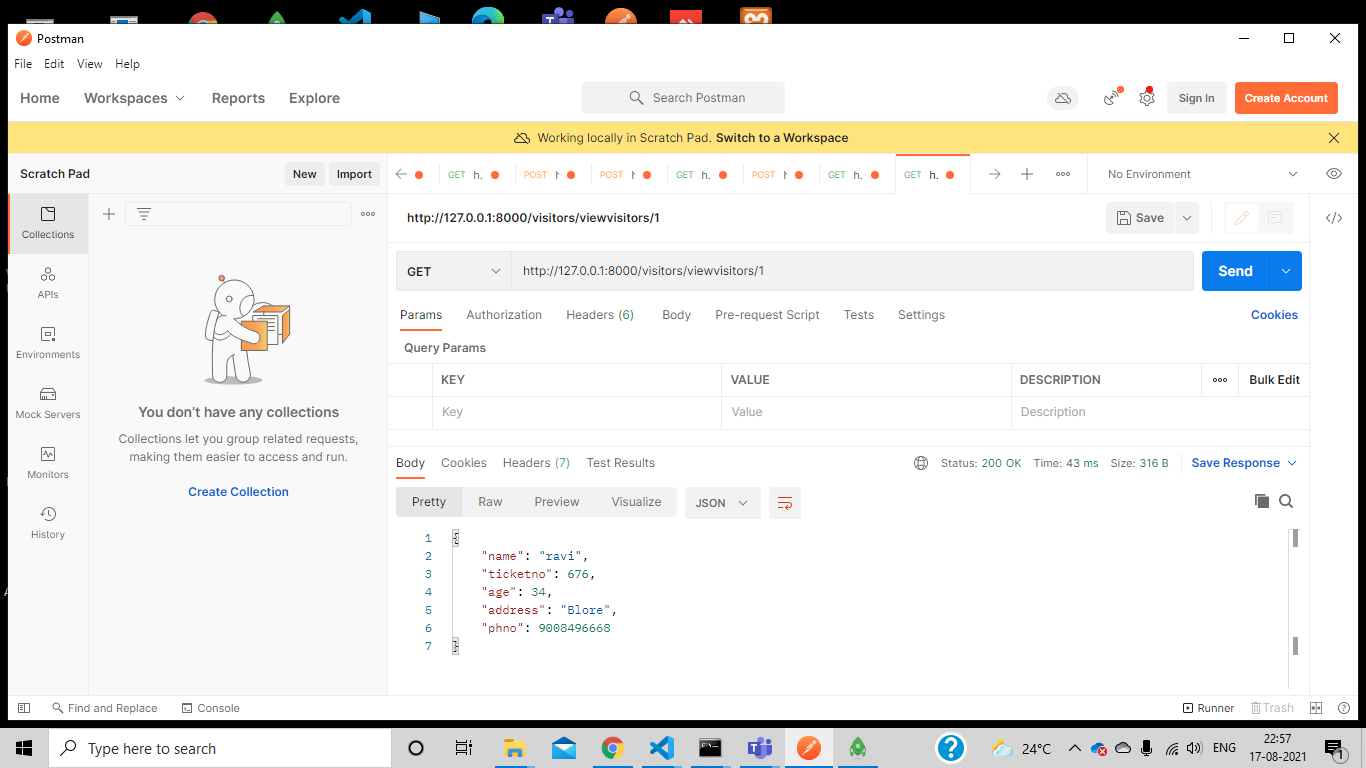 Postman
File Edit View Help
Home Workspaces Reports Explore Search Postman Sign In Create Account
Working locally in Scratch Pad. Switch to a Workspace
Scratch Pad New Import GET h. POST h POST h GET h. POST h GET h. GET h. No Environment
http://127.0.0.1:8000/visitors/viewvisitors/1 Save
Collections
GET http://127.0.0.1:8000/visitors/viewvisitors/1 Send
APIs
Params Authorization Headers (6) Body Pre-request Script Tests Settings Cookies
Query Params
Environments
KEY VALUE DESCRIPTION Bulk Edit
Key Value Description
Mock Servers
You don't have any collections
Collections let you group related requests,
making them easier to access and run.
Create Collection
Monitors
History
Body Cookies Headers (7) Test Results Status: 200 OK Time: 43 ms Size: 316 B Save Response
Pretty Raw Preview Visualize JSON
1 {
2 "name": "ravi",
3 "ticketno": 676,
4 "age": 34,
5 "address": "Blore",
6 "phno": 9008496668
7 }
Find and Replace Console Runner Trash
Type here to search 24°C ENG 22:57
17-08-2021 1